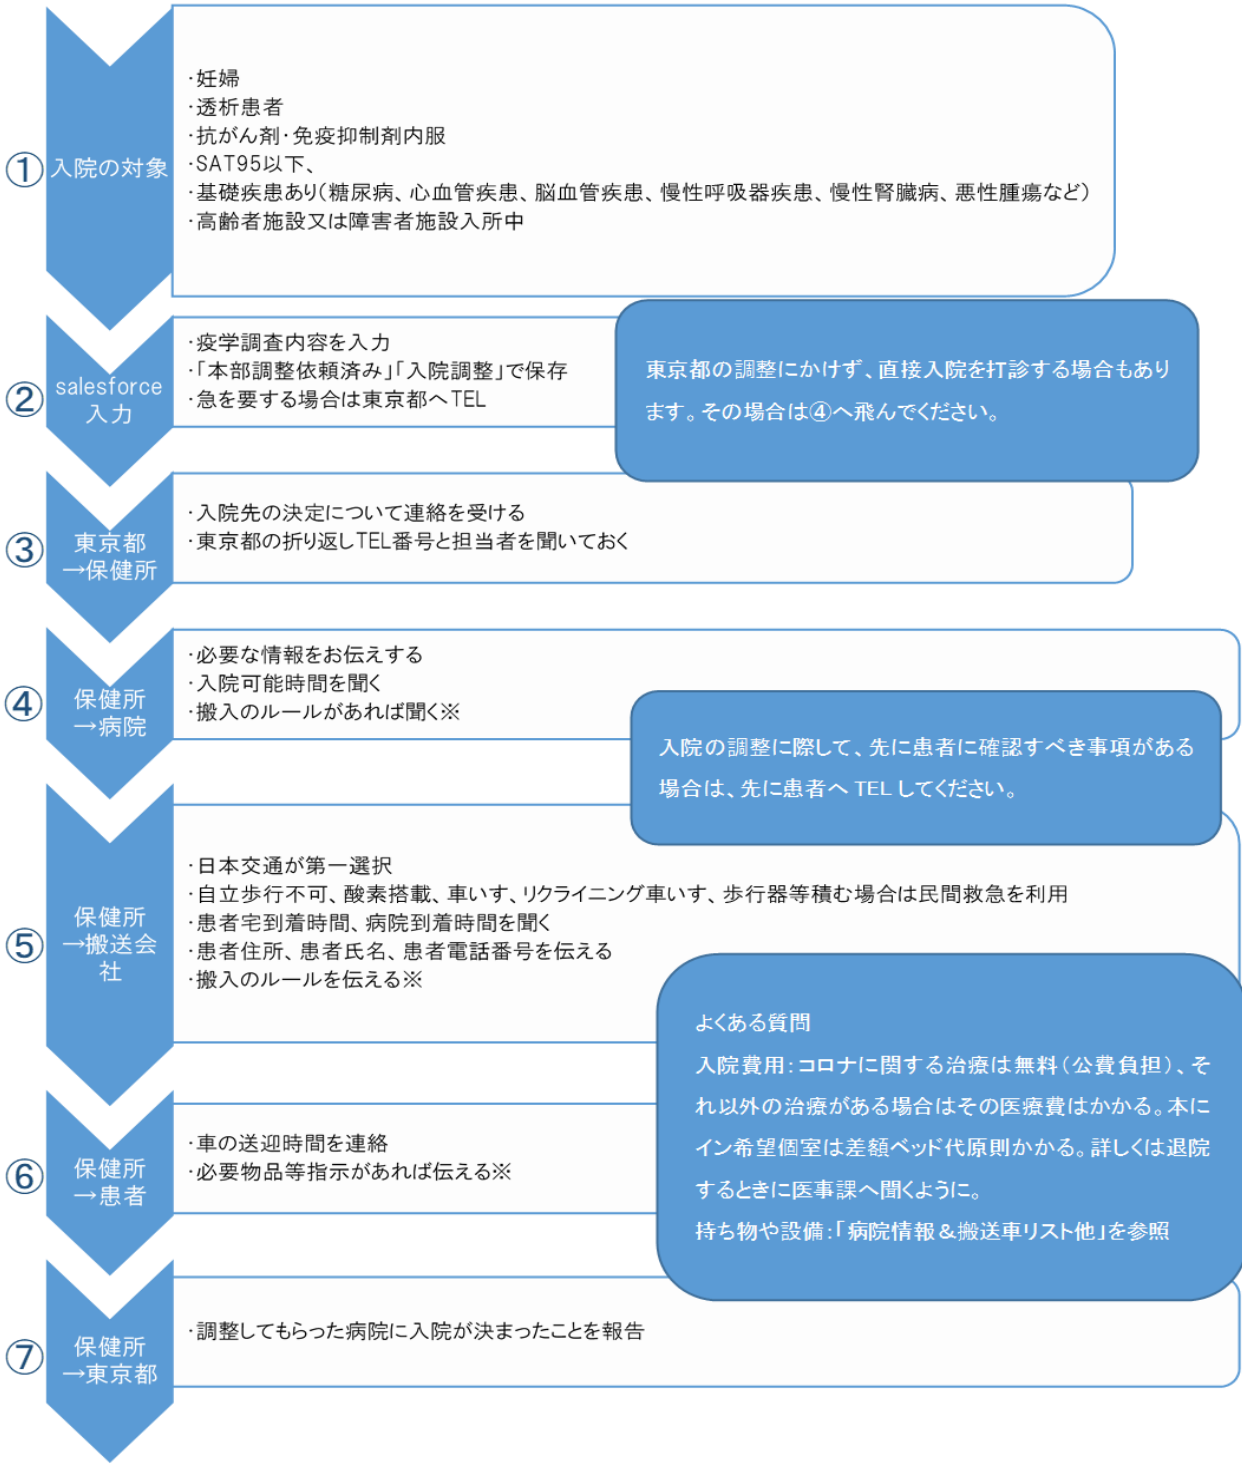 ①
入院の対象
・妊婦
・透析患者
・抗がん剤・免疫抑制剤内服
・SAT95以下、
・基礎疾患あり(糖尿病、心血管疾患、脳血管疾患、慢性呼吸器疾患、慢性腎臓病、悪性腫瘍など)
・高齢者施設又は障害者施設入所中
②
salesforce
入力
・疫学調査内容を入力
・「本部調整依頼済み」「入院調整」で保存
・急を要する場合は東京都へTEL
東京都の調整にかけず、直接入院を打診する場合もあり
ます。その場合は④へ飛んでください。
③
東京都
→保健所
・入院先の決定について連絡を受ける
・東京都の折り返しTEL番号と担当者を聞いておく
④
保健所
→病院
・必要な情報をお伝えする
・入院可能時間を聞く
・搬入のルールがあれば聞く※
入院の調整に際して、先に患者に確認すべき事項がある
場合は、先に患者へ TEL してください。
⑤
保健所
→搬送会
社
・日本交通が第一選択
・自立歩行不可、酸素搭載、車いす、リクライニング車いす、歩行器等積む場合は民間救急を利用
・患者宅到着時間、病院到着時間を聞く
・患者住所、患者氏名、患者電話番号を伝える
・搬入のルールを伝える※
よくある質問
入院費用:コロナに関する治療は無料(公費負担)、そ
れ以外の治療がある場合はその医療費はかかる。本に
イン希望個室は差額ベッド代原則かかる。詳しくは退院
するときに医事課へ聞くように。
持ち物や設備:「病院情報&搬送車リスト他」を参照
⑥
保健所
→患者
・車の送迎時間を連絡
・必要物品等指示があれば伝える※
⑦
保健所
→東京都
・調整してもらった病院に入院が決まったことを報告